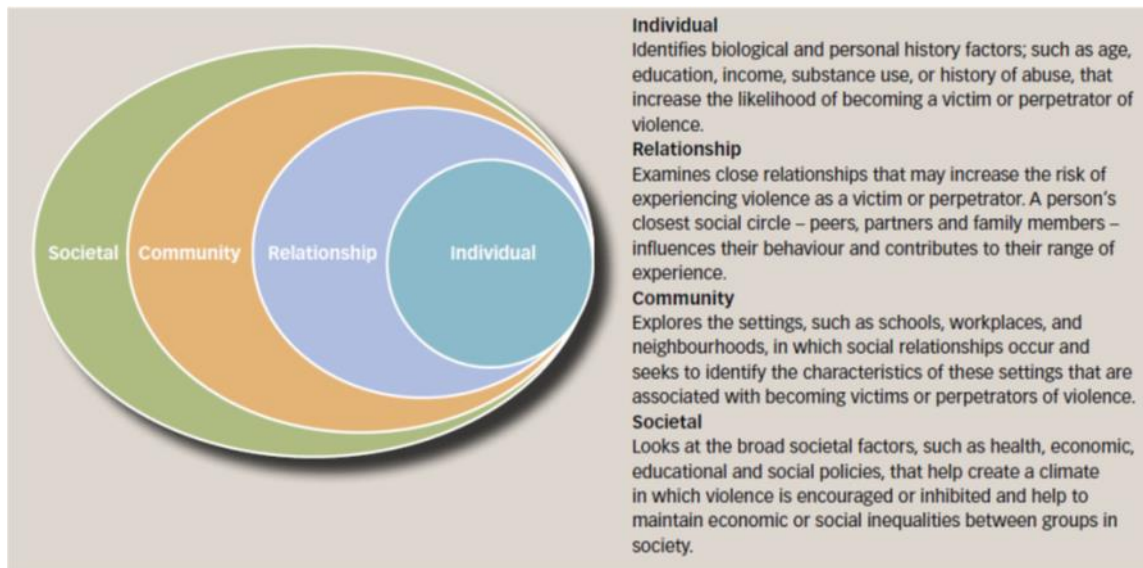 Societal Community Relationship Individual
Individual
Identifies biological and personal history factors; such as age,
education, income, substance use, or history of abuse, that
increase the likelihood of becoming a victim or perpetrator of
violence.
Relationship
Examines close relationships that may increase the risk of
experiencing violence as a victim or perpetrator. A person's
closest social circle – peers, partners and family members –
influences their behaviour and contributes to their range of
experience.
Community
Explores the settings, such as schools, workplaces, and
neighbourhoods, in which social relationships occur and
seeks to identify the characteristics of these settings that are
associated with becoming victims or perpetrators of violence.
Societal
Looks at the broad societal factors, such as health, economic,
educational and social policies, that help create a climate
in which violence is encouraged or inhibited and help to
maintain economic or social inequalities between groups in
society.